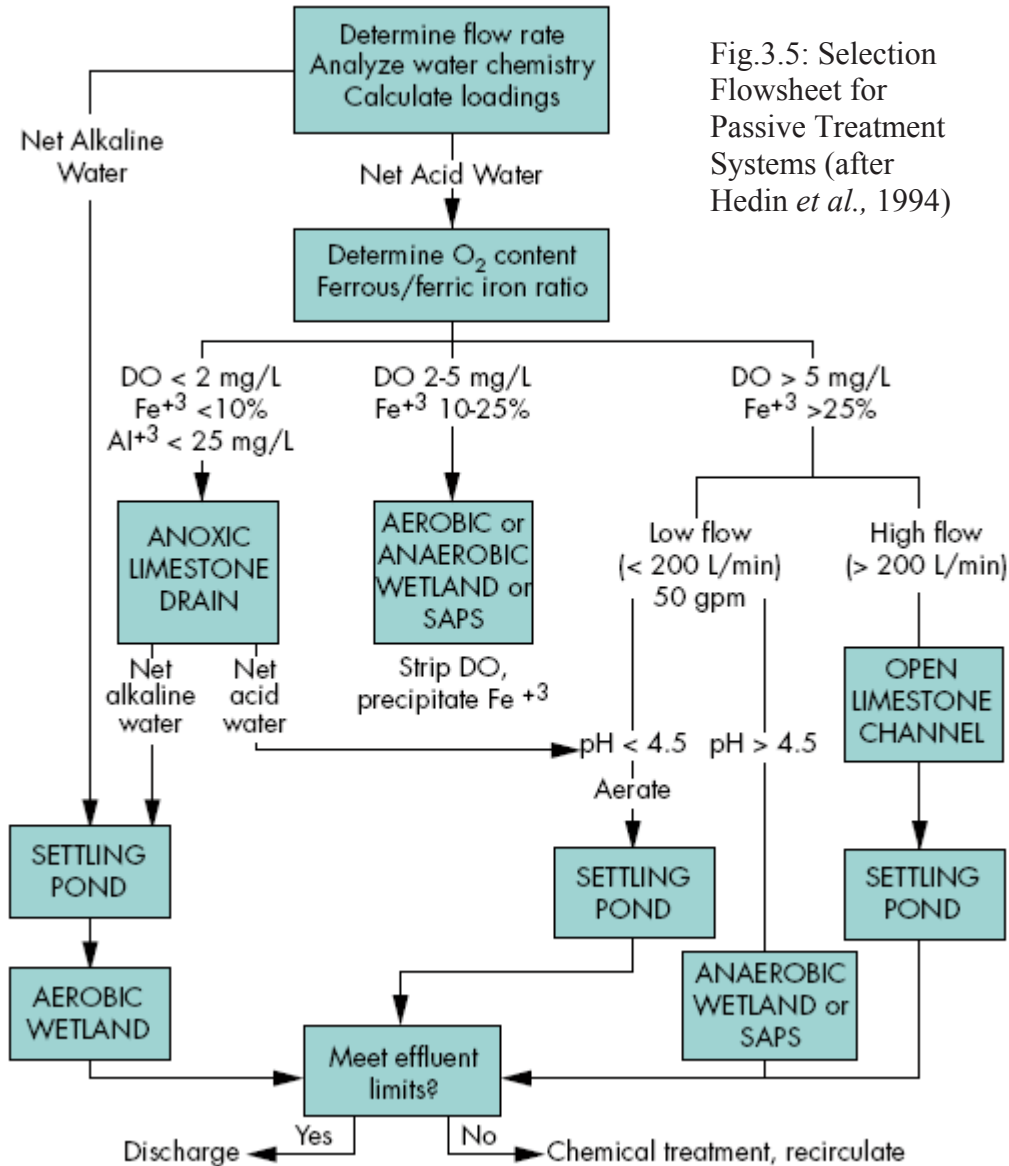 Determine flow rate
Analyze water chemistry
Calculate loadings
Fig.3.5: Selection
Flowsheet for
Passive Treatment
Systems (after
Hedin et al., 1994)
Net Alkaline
Water
Net Acid Water
Determine O2 content
Ferrous/ferric iron ratio
DO < 2 mg/L
Fe+3 <10%
Al+3 < 25 mg/L
DO 2-5 mg/L
Fe+3 10-25%
DO > 5 mg/L
Fe+3 >25%
ANOXIC
LIMESTONE
DRAIN
AEROBIC or
ANAEROBIC
WETLAND or
SAPS
Low flow
(< 200 L/min)
50 gpm
High flow
(> 200 L/min)
Net
alkaline
water
Net
acid
water
Strip DO,
precipitate Fe +3
OPEN
LIMESTONE
CHANNEL
pH < 4.5
pH > 4.5
Aerate
SETTLING
POND
SETTLING
POND
SETTLING
POND
AEROBIC
WETLAND
ANAEROBIC
WETLAND or
SAPS
Meet effluent
limits?
Yes
No
Discharge
Chemical treatment, recirculate